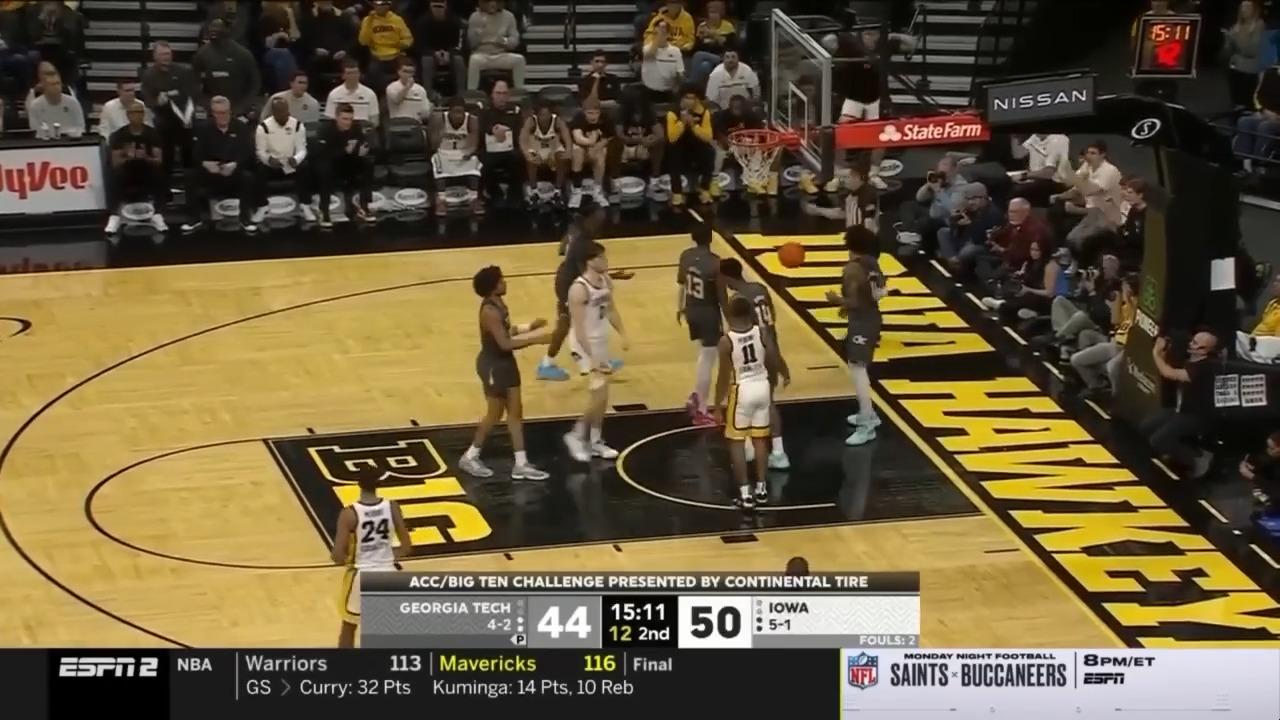 15:11
NISSAN
StateFarm
HyVee
13
14
11
24
IOWA HAWKEY
BIG
ACC/BIG TEN CHALLENGE PRESENTED BY CONTINENTAL TIRE
GEORGIA TECH 44 15:11 50 IOWA
4-2 12 2nd 5-1
P FOULS: 2
ESPN2 NBA Warriors 113 Mavericks 116 Final
GS > Curry: 32 Pts Kuminga: 14 Pts, 10 Reb
NFL MONDAY NIGHT FOOTBALL
SAINTS x BUCCANEERS 8PM/ET
ESPN